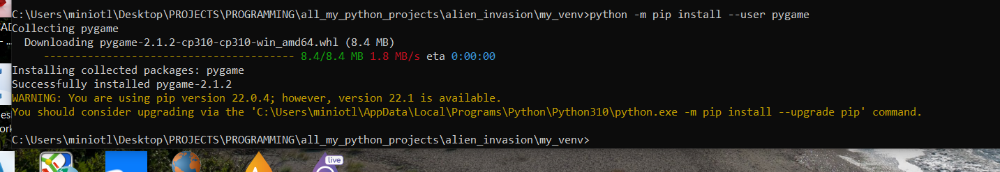 C:\Users\miniotl\Desktop\PROJECTS\PROGRAMMING\all_my_python_projects\alien_invasion\my_venv>python -m pip install --user pygame
Collecting pygame
Downloading pygame-2.1.2-cp310-cp310-win_amd64.whl (8.4 MB)
---------------------------------------- 8.4/8.4 MB 1.8 MB/s eta 0:00:00
Installing collected packages: pygame
Successfully installed pygame-2.1.2
WARNING: You are using pip version 22.0.4; however, version 22.1 is available.
You should consider upgrading via the 'C:\Users\miniotl\AppData\Local\Programs\Python\Python310\python.exe -m pip install --upgrade pip' command.
C:\Users\miniotl\Desktop\PROJECTS\PROGRAMMING\all_my_python_projects\alien_invasion\my_venv>
live